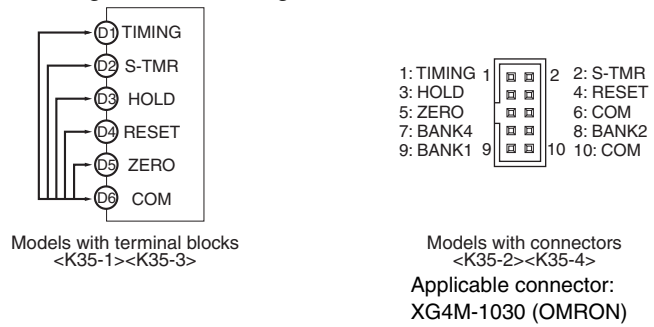 D1 TIMING
D2 S-TMR
D3 HOLD
D4 RESET
D5 ZERO
D6 COM
Models with terminal blocks
<K35-1><K35-3>
1: TIMING 1 2 2: S-TMR
3: HOLD 4: RESET
5: ZERO 6: COM
7: BANK4 8: BANK2
9: BANK1 9 10 10: COM
Models with connectors
<K35-2><K35-4>
Applicable connector:
XG4M-1030 (OMRON)